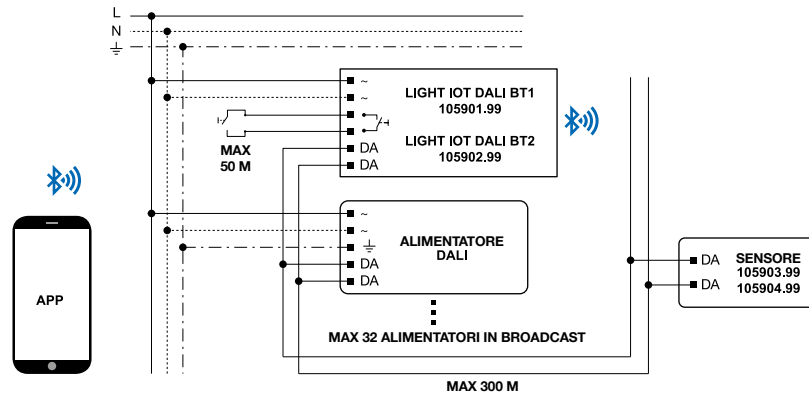 L
N
~
LIGHT IOT DALI BT1
105901.99
~
LIGHT IOT DALI BT2
105902.99
MAX
50 M
DA
DA
~
~
ALIMENTATORE
DALI
DA
DA
DA
DA
SENSORE
105903.99
105904.99
APP
MAX 32 ALIMENTATORI IN BROADCAST
MAX 300 M